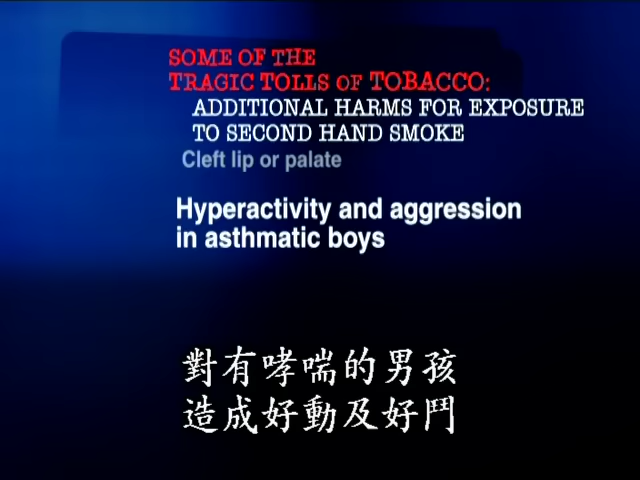 SOME OF THE
TRAGIC TOLLS OF TOBACCO:
ADDITIONAL HARMS FOR EXPOSURE
TO SECOND HAND SMOKE
Cleft lip or palate
Hyperactivity and aggression
in asthmatic boys
對有哮喘的男孩
造成好動及好鬥